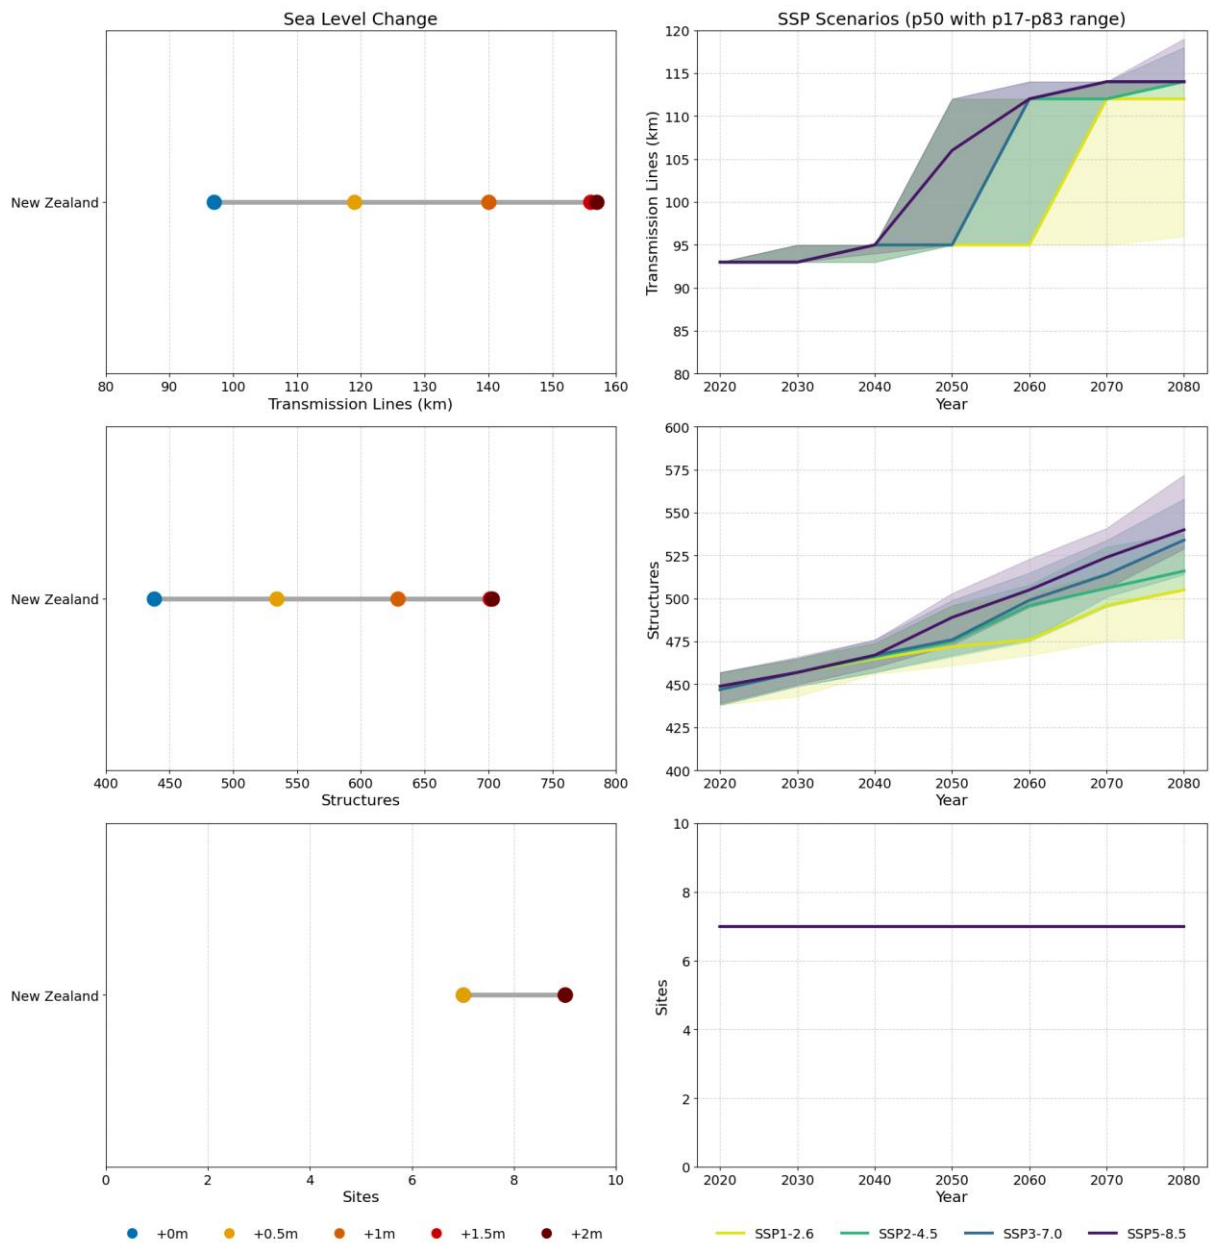 Sea Level Change
New Zealand
80 90 100 110 120 130 140 150 160
Transmission Lines (km)
SSP Scenarios (p50 with p17-p83 range)
120
115
110
105
100
95
90
85
80
Transmission Lines (km)
2020 2030 2040 2050 2060 2070 2080
Year
New Zealand
400 450 500 550 600 650 700 750 800
Structures
600
575
550
525
500
475
450
425
400
Structures
2020 2030 2040 2050 2060 2070 2080
Year
New Zealand
0 2 4 6 8 10
Sites
10
8
6
4
2
0
Sites
2020 2030 2040 2050 2060 2070 2080
Year
+0m +0.5m +1m +1.5m +2m
SSP1-2.6 SSP2-4.5 SSP3-7.0 SSP5-8.5